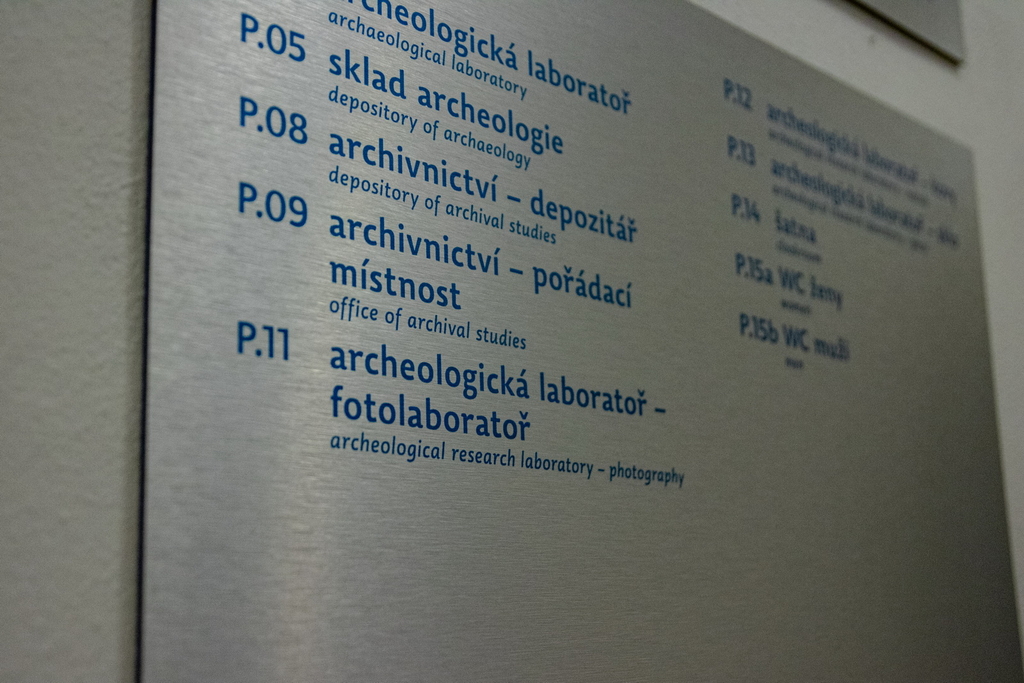 rcheologická laboratoř
archaeological laboratory
P.05 sklad archeologie
depository of archaeology
P.08 archivnictví – depozitář
depository of archival studies
P.09 archivnictví – pořádací
místnost
office of archival studies
P.11 archeologická laboratoř –
fotolaboratoř
archeological research laboratory – photography
P.12 archeologická laboratoř –
P.13 archeologická laboratoř –
P.14 šatna
P.15a WC ženy
P.15b WC muži